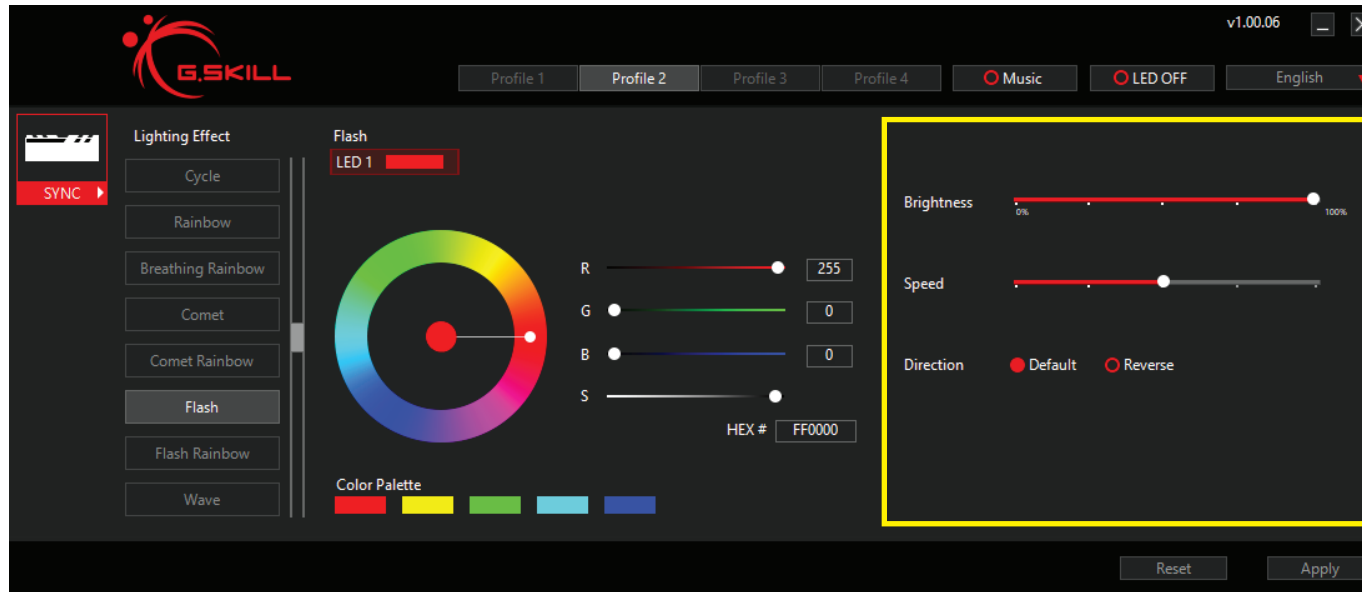 v1.00.06
G.SKILL
Profile 1 Profile 2 Profile 3 Profile 4 Music LED OFF English
SYNC
Lighting Effect
Cycle
Rainbow
Breathing Rainbow
Comet
Comet Rainbow
Flash
Flash Rainbow
Wave
Flash
LED 1
R 255
G 0
B 0
S
HEX # FF0000
Color Palette
Brightness 0% 100%
Speed
Direction Default Reverse
Reset Apply